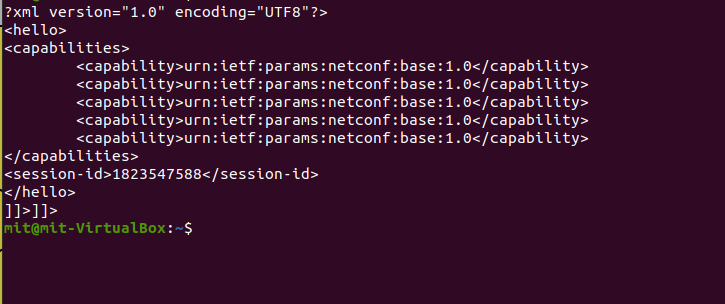 ?xml version="1.0" encoding="UTF8"?>
<hello>
<capabilities>
        <capability>urn:ietf:params:netconf:base:1.0</capability>
        <capability>urn:ietf:params:netconf:base:1.0</capability>
        <capability>urn:ietf:params:netconf:base:1.0</capability>
        <capability>urn:ietf:params:netconf:base:1.0</capability>
        <capability>urn:ietf:params:netconf:base:1.0</capability>
</capabilities>
<session-id>1823547588</session-id>
</hello>
]]>]]>
mit@mit-VirtualBox:~$